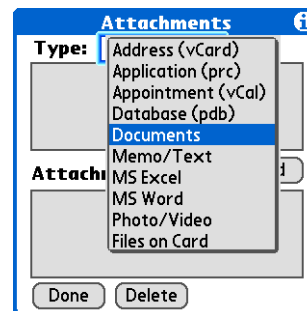 Attachments
Type:
Address (vCard)
Application (prc)
Appointment (vCal)
Database (pdb)
Documents
Memo/Text
MS Excel
MS Word
Photo/Video
Files on Card
Done
Delete